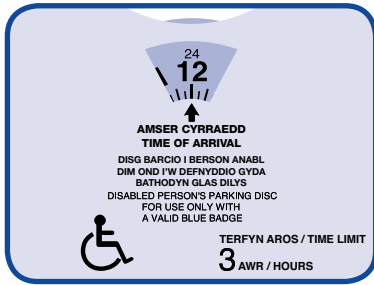 24
12
AMSER CYRRAEDD
TIME OF ARRIVAL
DISG BARCIO I BERSON ANABL
DIM OND I'W DEFNYDDIO GYDA
BATHODYN GLAS DILYS
DISABLED PERSON'S PARKING DISC
FOR USE ONLY WITH
A VALID BLUE BADGE
TERFYN AROS / TIME LIMIT
3 AWR / HOURS